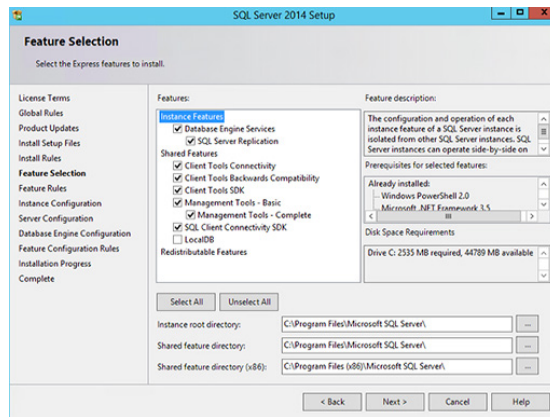 SQL Server 2014 Setup
Feature Selection
Select the Express features to install.
License Terms
Global Rules
Product Updates
Install Setup Files
Install Rules
Feature Selection
Feature Rules
Instance Configuration
Server Configuration
Database Engine Configuration
Feature Configuration Rules
Installation Progress
Complete
Features:
Instance Features
Database Engine Services
SQL Server Replication
Shared Features
Client Tools Connectivity
Client Tools Backwards Compatibility
Client Tools SDK
Management Tools - Basic
Management Tools - Complete
SQL Client Connectivity SDK
LocalDB
Redistributable Features
Feature description:
The configuration and operation of each
instance feature of a SQL Server instance is
isolated from other SQL Server instances. SQL
Server instances can operate side-by-side on
Prerequisites for selected features:
Already installed:
Windows PowerShell 2.0
Microsoft .NET Framework 3.5
Disk Space Requirements
Drive C: 2535 MB required, 44789 MB available
Select All
Unselect All
Instance root directory:
C:\Program Files\Microsoft SQL Server\
...
Shared feature directory:
C:\Program Files\Microsoft SQL Server\
...
Shared feature directory (x86):
C:\Program Files (x86)\Microsoft SQL Server\
...
< Back
Next >
Cancel
Help